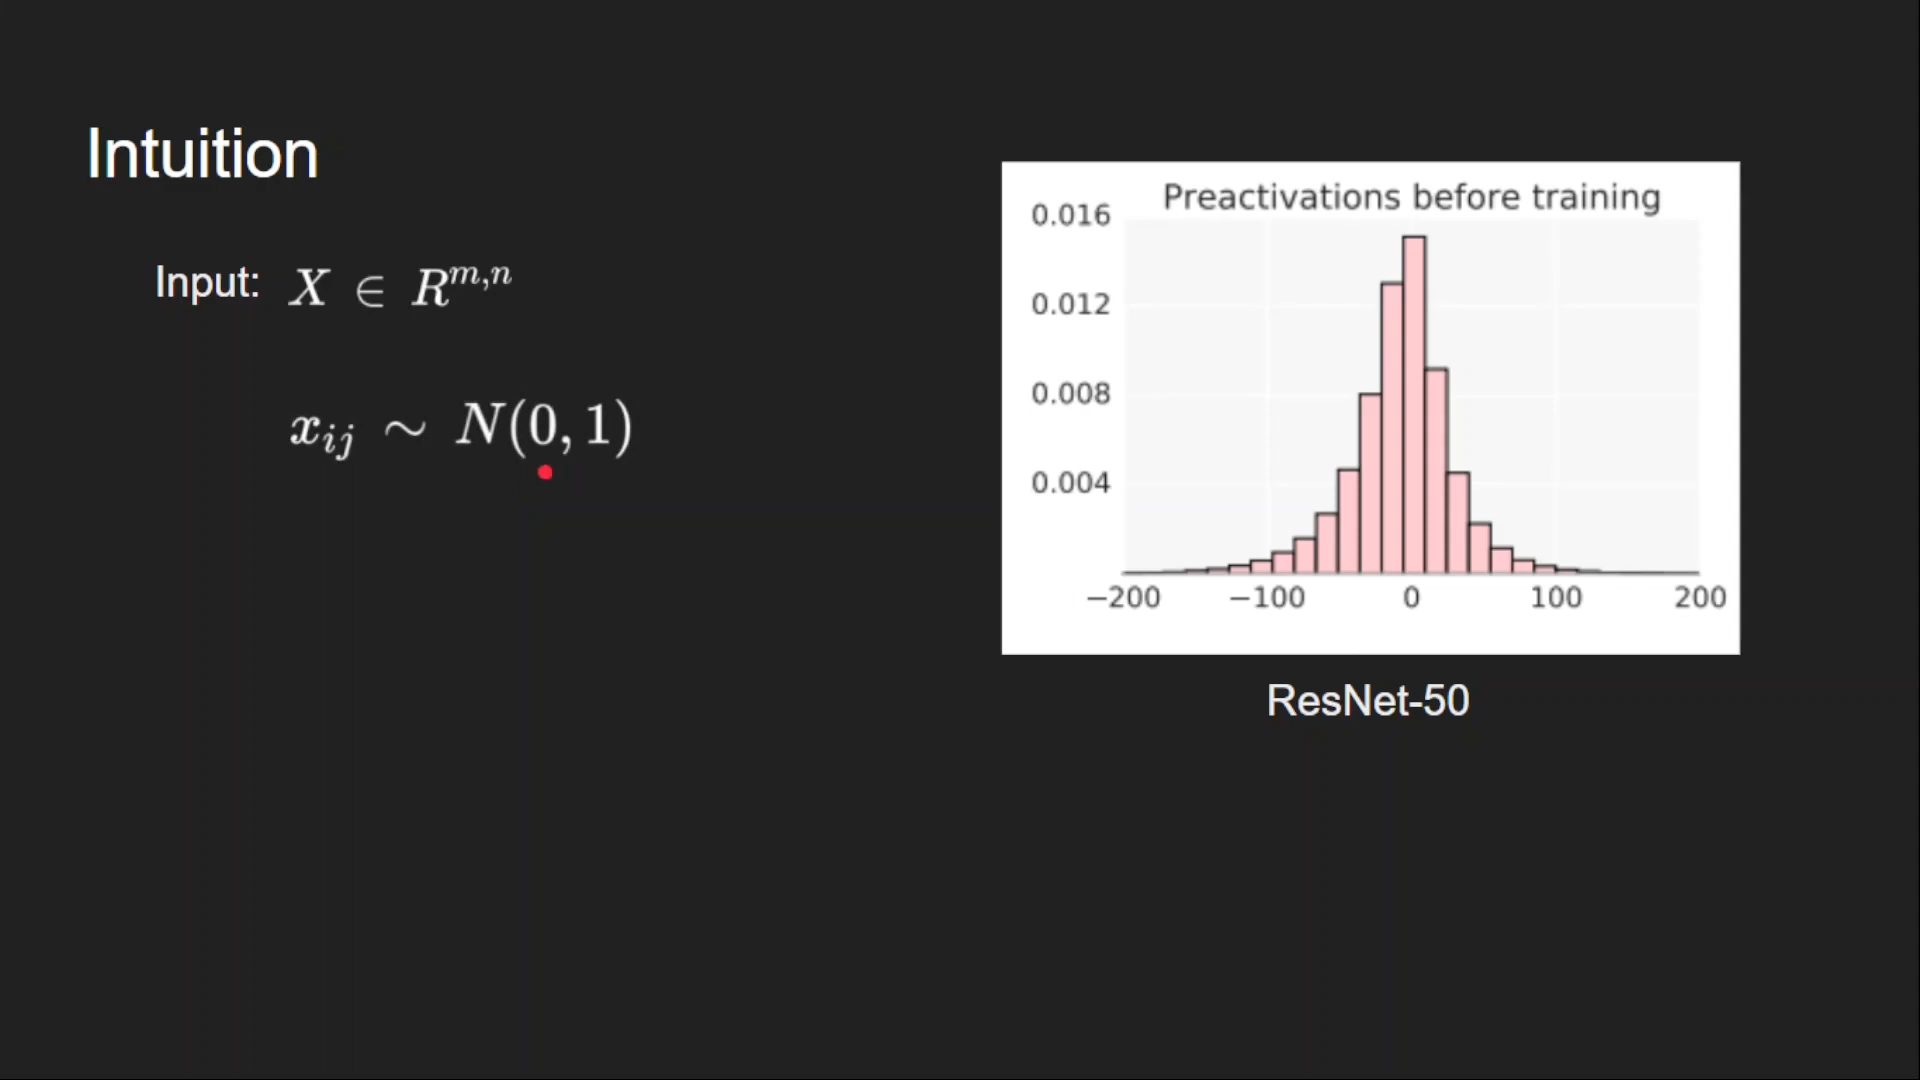 Intuition
Input: X ∈ R^{m,n}
x_{ij} ∼ N(0, 1)
Preactivations before training
0.016
0.012
0.008
0.004
−200 −100 0 100 200
ResNet-50